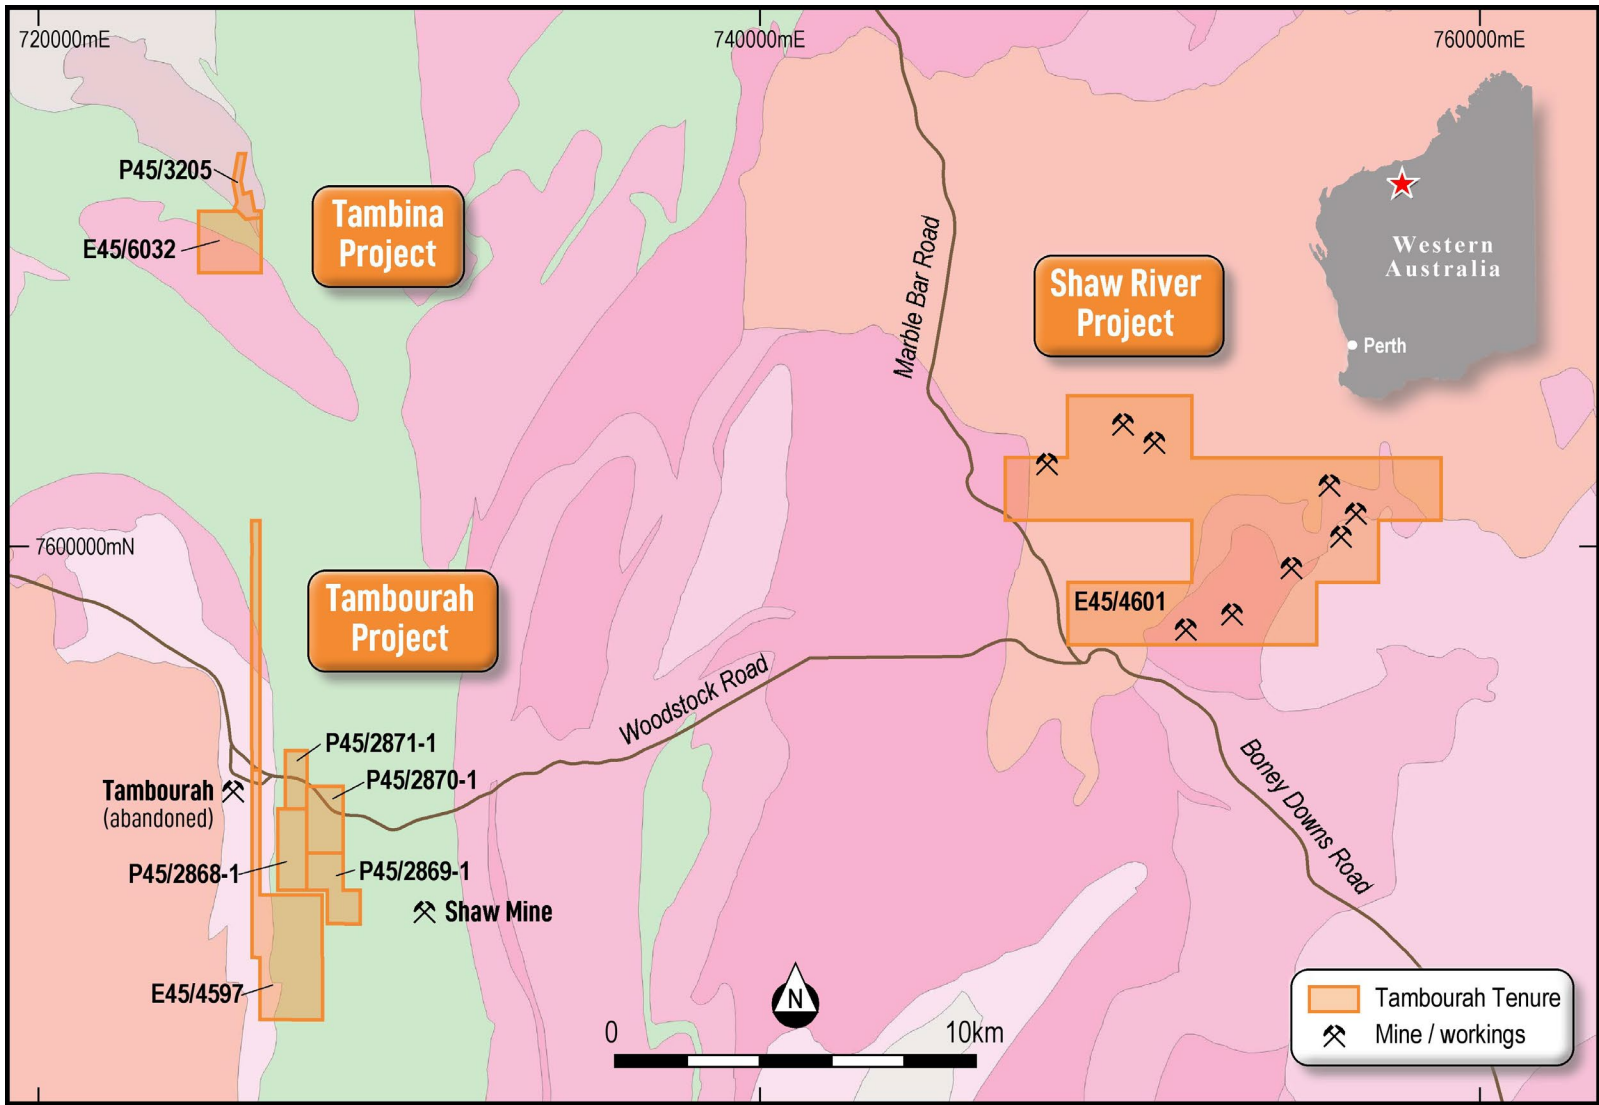 720000mE
740000mE
760000mE
P45/3205
E45/6032
Tambina
Project
Marble Bar Road
Shaw River
Project
Western
Australia
Perth
7600000mN
Tambourah
Project
E45/4601
Woodstock Road
Boney Downs Road
P45/2871-1
P45/2870-1
Tambourah
(abandoned)
P45/2868-1
P45/2869-1
Shaw Mine
E45/4597
N
0
10km
Tambourah Tenure
Mine / workings